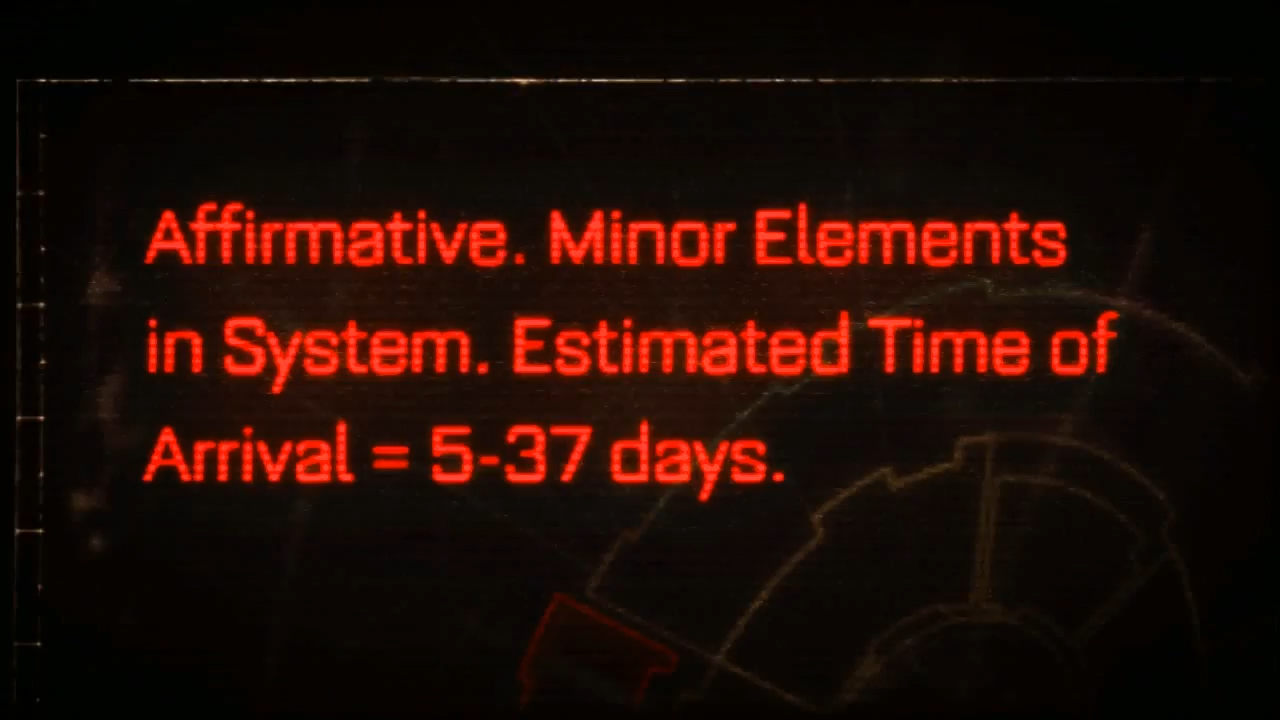 Affirmative. Minor Elements
in System. Estimated Time of
Arrival = 5-37 days.